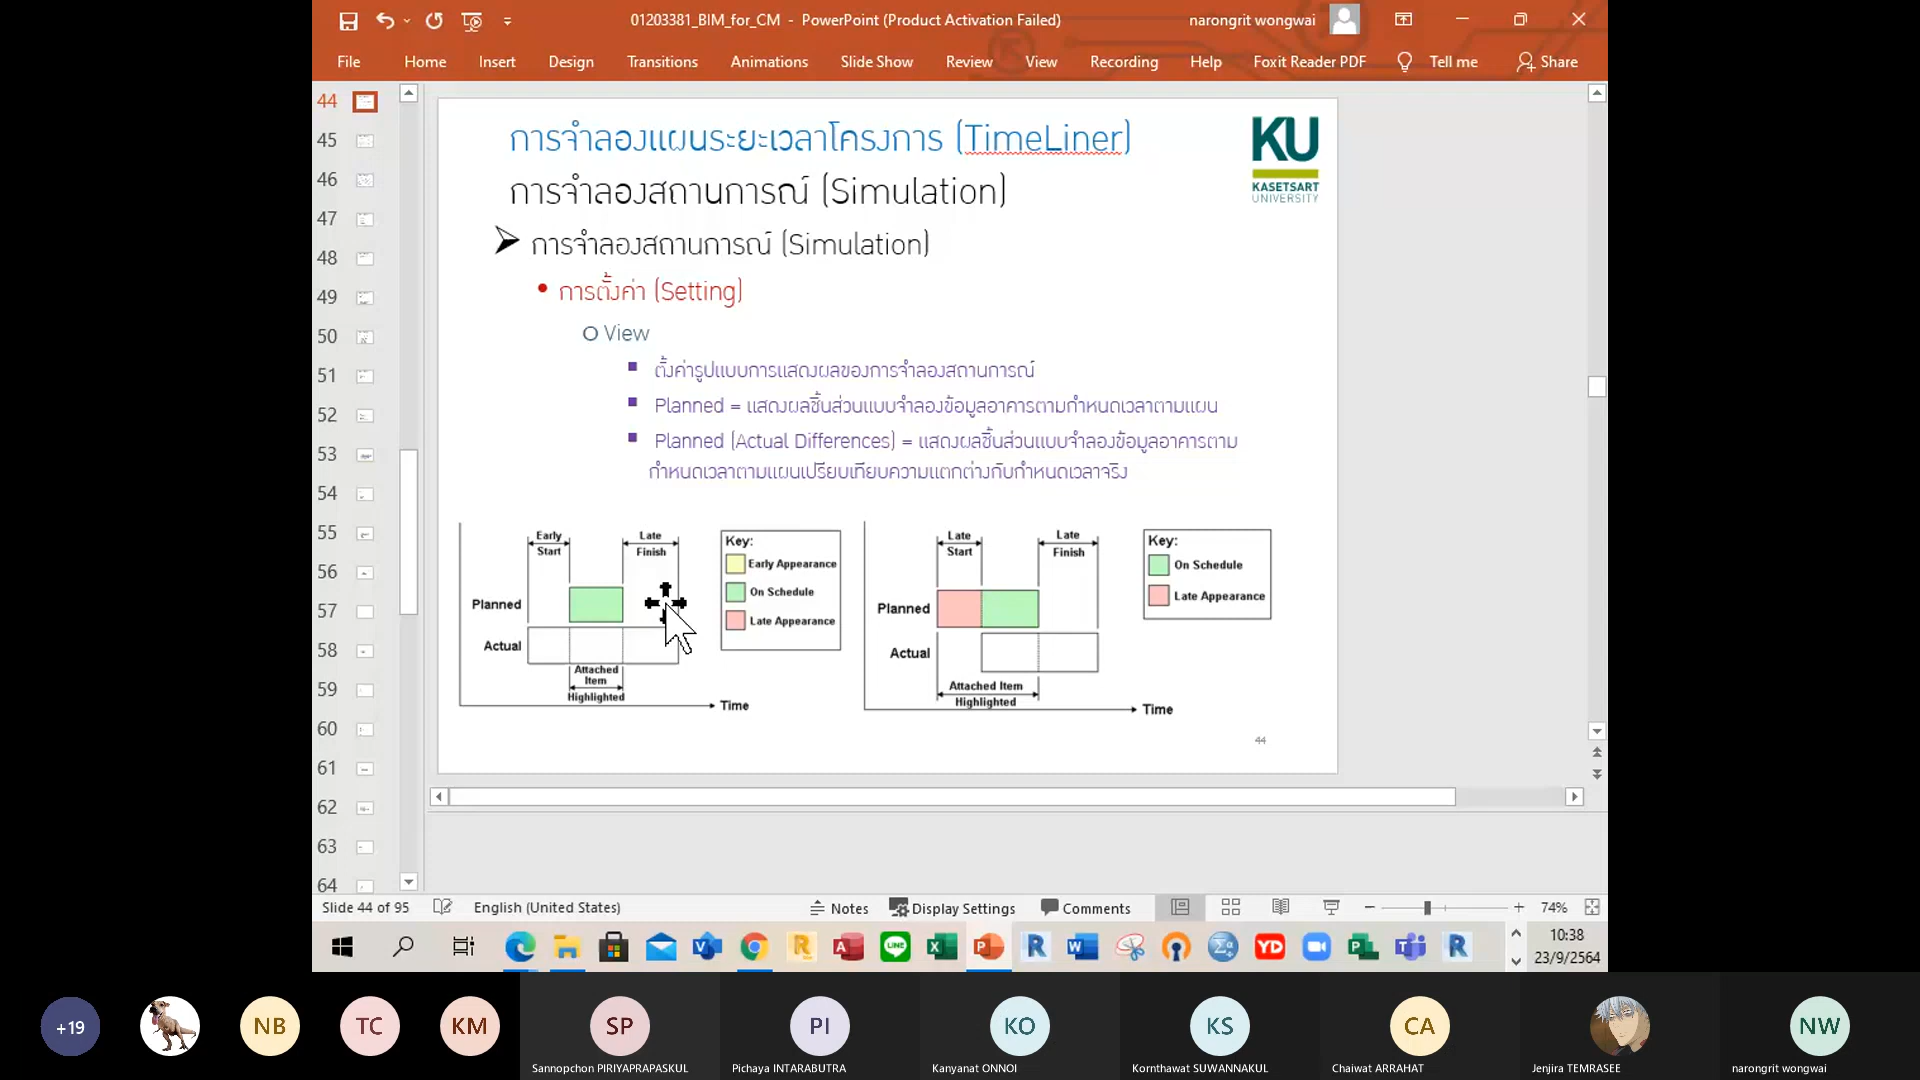 01203381_BIM_for_CM - PowerPoint (Product Activation Failed)
narongrit wongwai
File Home Insert Design Transitions Animations Slide Show Review View Recording Help Foxit Reader PDF Tell me Share
44
45
46
47
48
49
50
51
52
53
54
55
56
57
58
59
60
61
62
63
64
การจำลองแผนระยะเวลาโครงการ (TimeLiner)
การจำลองสถานการณ์ (Simulation)
KU
KASETSART
UNIVERSITY
การจำลองสถานการณ์ (Simulation)
• การตั้งค่า (Setting)
View
ตั้งค่ารูปแบบการแสดงผลของการจำลองสถานการณ์
Planned = แสดงผลชิ้นส่วนแบบจำลองข้อมูลอาคารตามกำหนดเวลาตามแผน
Planned (Actual Differences) = แสดงผลชิ้นส่วนแบบจำลองข้อมูลอาคารตาม
กำหนดเวลาตามแผนเปรียบเทียบความแตกต่างกับกำหนดเวลาจริง
Early
Start
Late
Finish
Planned
Actual
Attached
Item
Highlighted
Time
Key:
Early Appearance
On Schedule
Late Appearance
Late
Start
Late
Finish
Planned
Actual
Attached Item
Highlighted
Time
Key:
On Schedule
Late Appearance
44
Slide 44 of 95 English (United States) Notes Display Settings Comments 74%
10:38
23/9/2564
+19
NB
TC
KM
SP
PI
KO
KS
CA
NW
Sannopchon PIRIYAPRAPASKUL
Pichaya INTARABUTRA
Kanyanat ONNOI
Kornthawat SUWANNAKUL
Chaiwat ARRAHAT
Jenjira TEMRASEE
narongrit wongwai